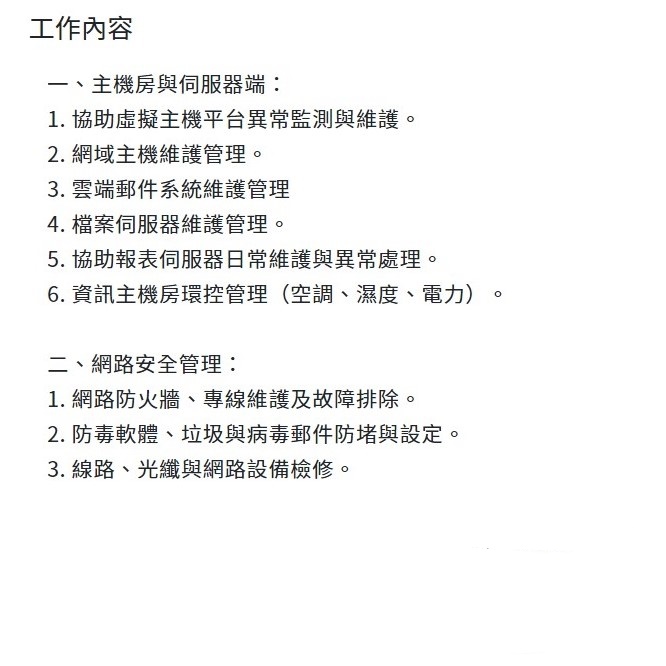 工作內容
一、主機房與伺服器端：
1. 協助虛擬主機平台異常監測與維護。
2. 網域主機維護管理。
3. 雲端郵件系統維護管理
4. 檔案伺服器維護管理。
5. 協助報表伺服器日常維護與異常處理。
6. 資訊主機房環控管理（空調、濕度、電力）。
二、網路安全管理：
1. 網路防火牆、專線維護及故障排除。
2. 防毒軟體、垃圾與病毒郵件防堵與設定。
3. 線路、光纖與網路設備檢修。